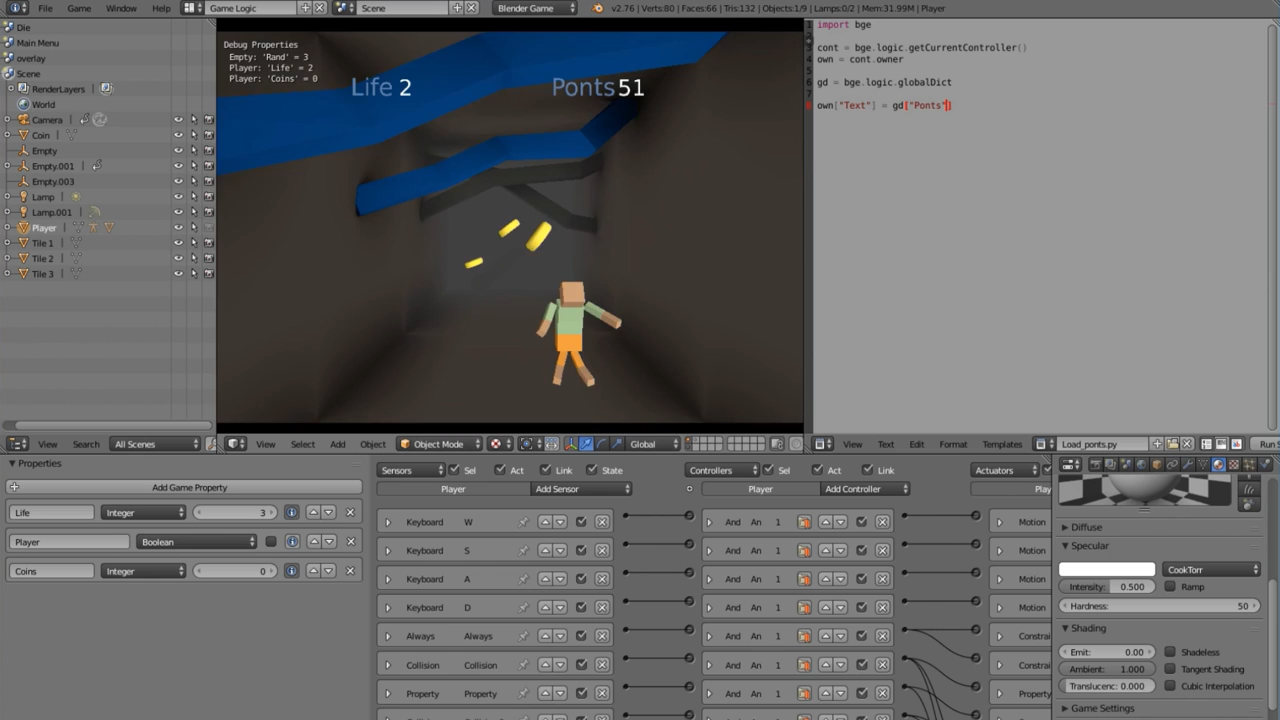 File Game Window Help Game Logic Scene Blender Game v2.76 | Verts:80 | Faces:66 | Tris:132 | Objects:1/9 | Lamps:0/2 | Mem:31.99M | Player
Die
Main Menu
overlay
Scene
RenderLayers |
World
Camera |
Coin |
Empty
Empty.001 |
Empty.003
Lamp |
Lamp.001 |
Player |
Tile 1 |
Tile 2 |
Tile 3 |
View Search All Scenes
Debug Properties
Empty: 'Rand' = 3
Player: 'Life' = 2
Player: 'Coins' = 0
Life 2 Ponts 51
View Select Add Object Object Mode Global
1 import bge
2
3 cont = bge.logic.getCurrentController()
4 own = cont.owner
5
6 gd = bge.logic.globalDict
7
8 own["Text"] = gd["Ponts"]
View Text Edit Format Templates Load_ponts.py Run S
Properties
Add Game Property
Life Integer 3
Player Boolean
Coins Integer 0
Sensors Sel Act Link State Controllers Sel Act Link Actuators
Player Add Sensor Player Add Controller Play
Keyboard W And An 1 Motion
Keyboard S And An 1 Motion
Keyboard A And An 1 Motion
Keyboard D And An 1 Motion
Always Always And An 1 Constrai
Collision Collision And An 1 Constrai
Property Property And An 1 Property
Diffuse
Specular
CookTorr
Intensity: 0.500 Ramp
Hardness: 50
Shading
Emit: 0.00 Shadeless
Ambient: 1.000 Tangent Shading
Translucenc: 0.000 Cubic Interpolation
Game Settings